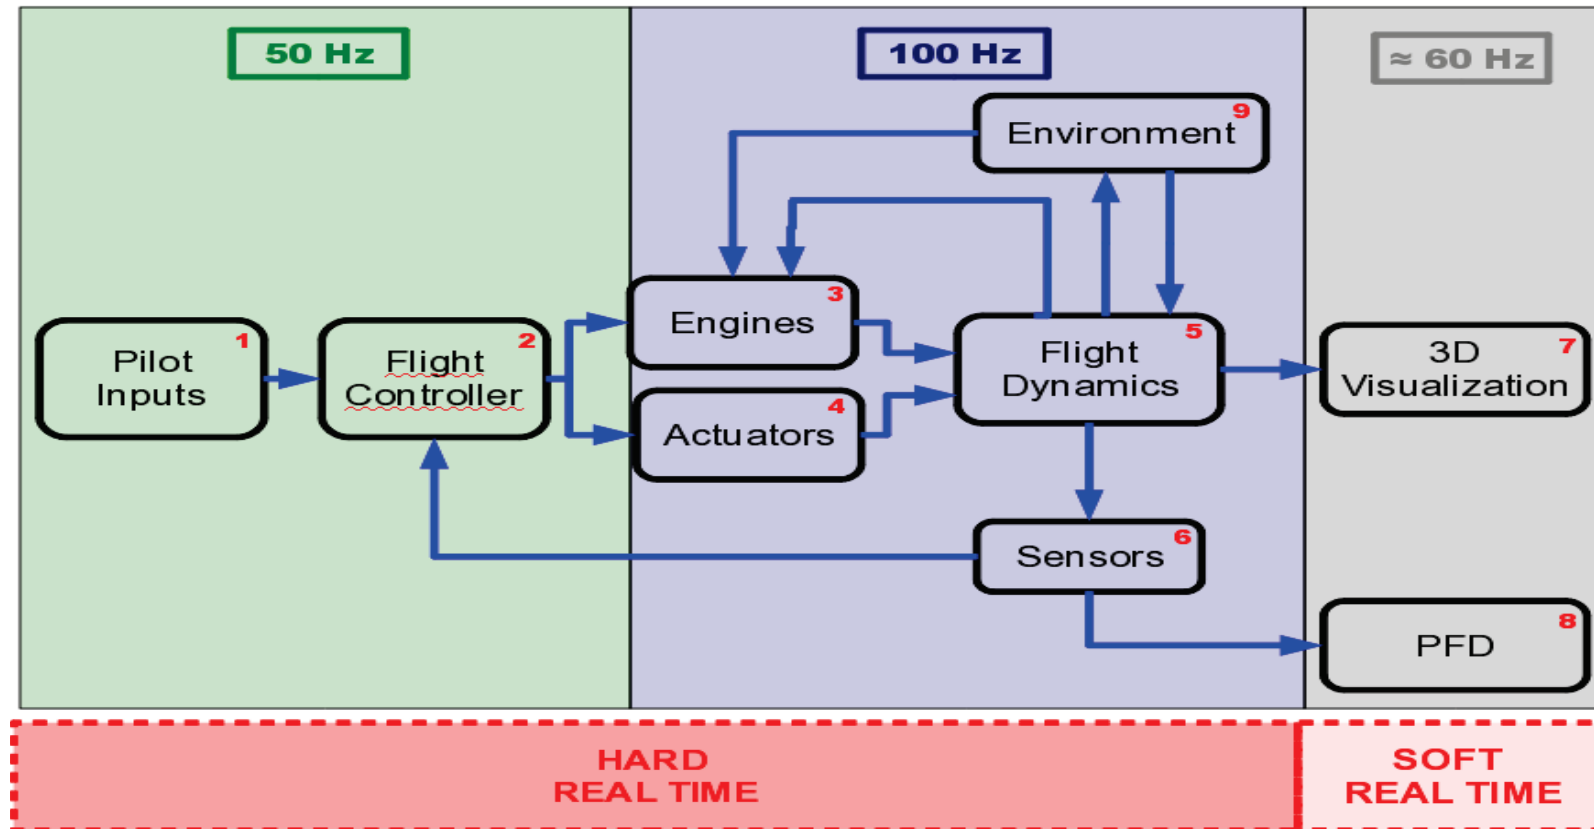 50 Hz
100 Hz
≈ 60 Hz
9
Environment
3
Engines
1
Pilot
Inputs
2
Flight
Controller
4
Actuators
5
Flight
Dynamics
7
3D
Visualization
6
Sensors
8
PFD
HARD
REAL TIME
SOFT
REAL TIME